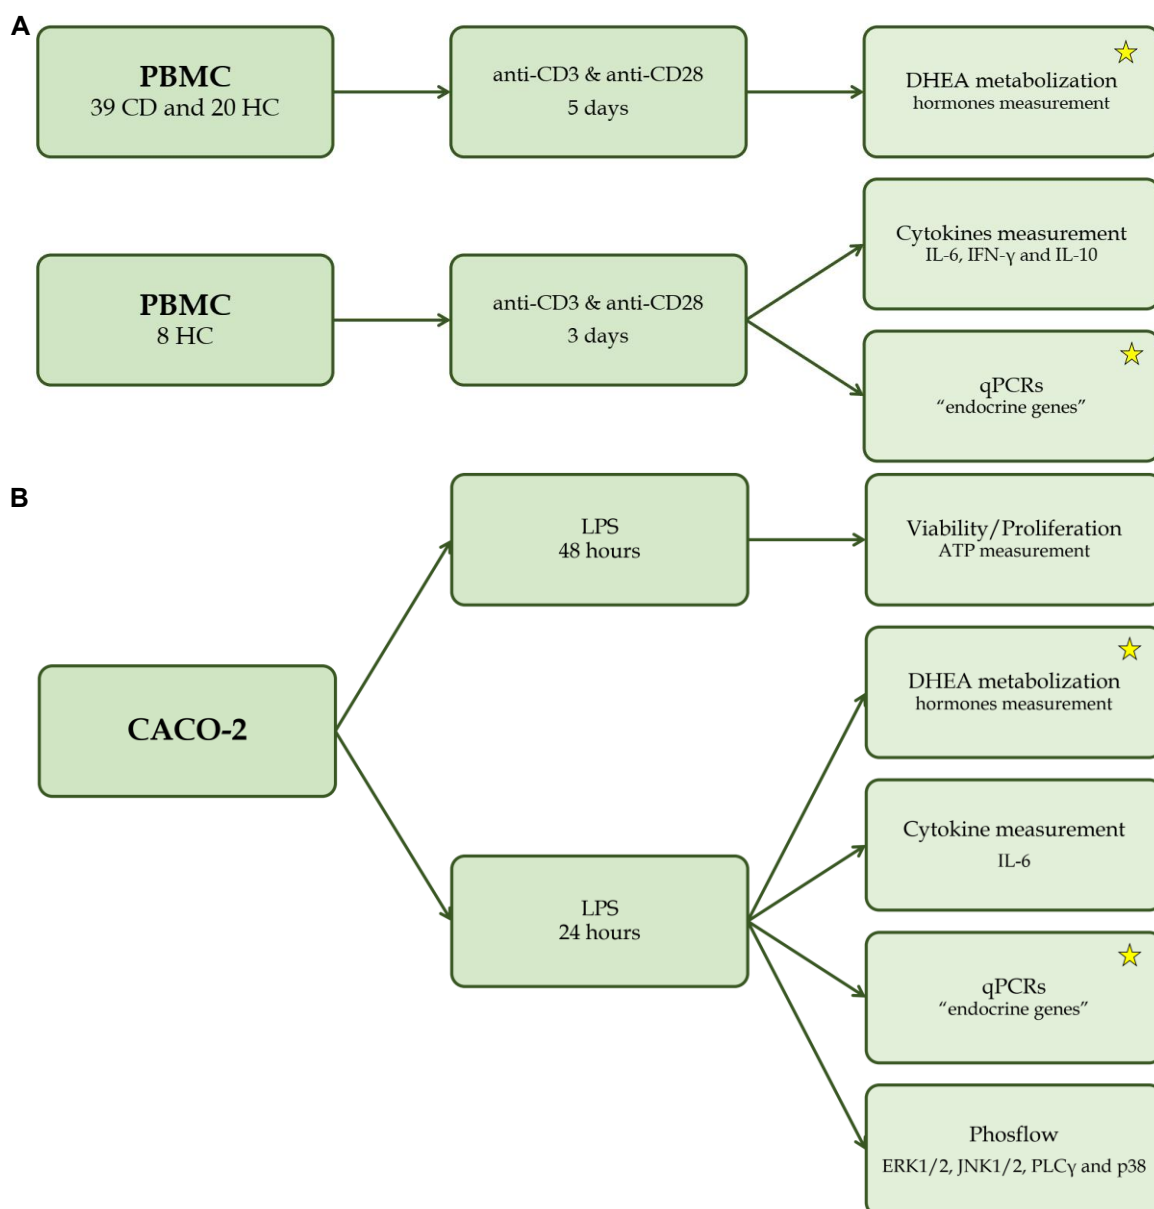 A
PBMC
39 CD and 20 HC
anti-CD3 & anti-CD28
5 days
DHEA metabolization
hormones measurement
PBMC
8 HC
anti-CD3 & anti-CD28
3 days
Cytokines measurement
IL-6, IFN-γ and IL-10
qPCRs
“endocrine genes”
B
CACO-2
LPS
48 hours
Viability/Proliferation
ATP measurement
LPS
24 hours
DHEA metabolization
hormones measurement
Cytokine measurement
IL-6
qPCRs
“endocrine genes”
Phosflow
ERK1/2, JNK1/2, PLCγ and p38